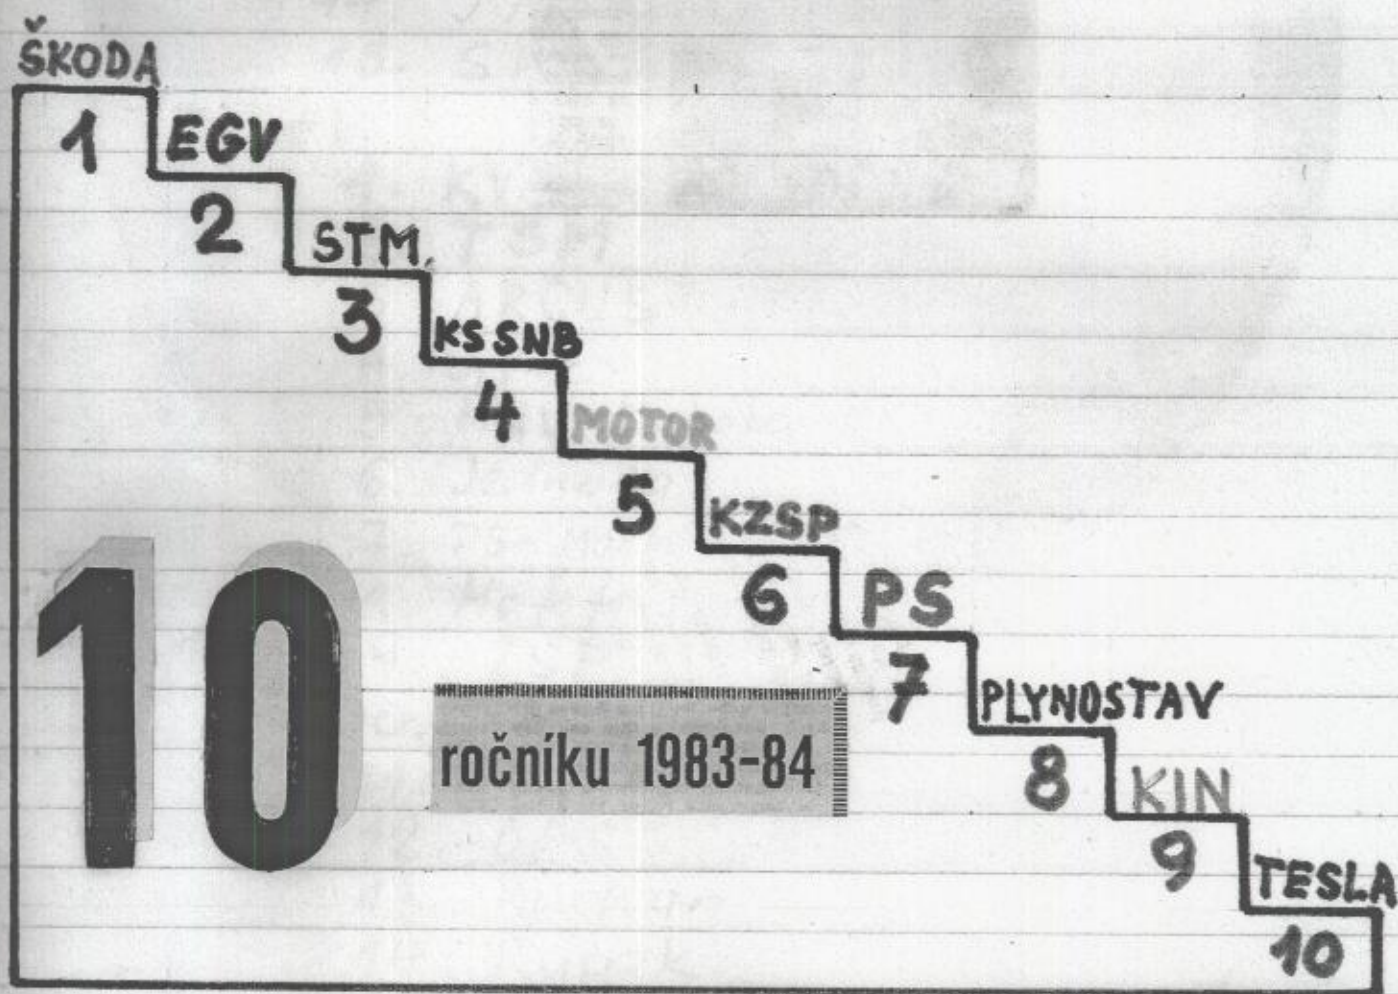 ŠKODA
1
EGV
2
STM.
3
KS SNB
4
MOTOR
5
KZSP
6
PS
7
PLYNOSTAV
8
KIN
9
TESLA
10
10
ročníku 1983-84